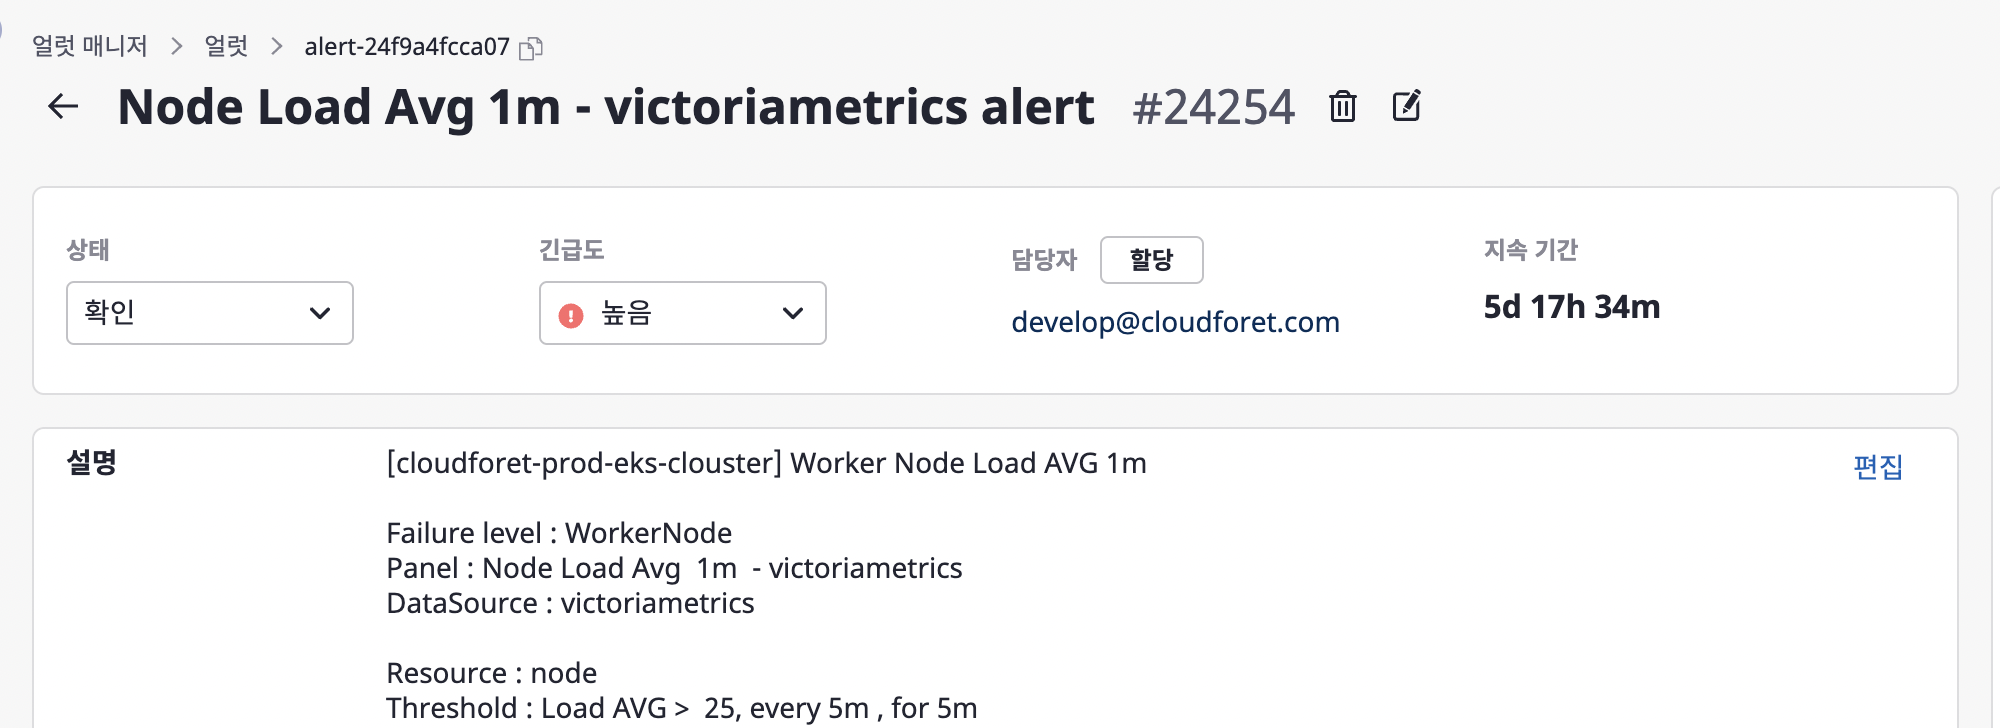 얼럿 매니저 > 얼럿 > alert-24f9a4fcca07
Node Load Avg 1m - victoriametrics alert #24254
상태
확인
긴급도
높음
담당자 할당
develop@cloudforet.com
지속 기간
5d 17h 34m
설명
[cloudforet-prod-eks-clouster] Worker Node Load AVG 1m
편집
Failure level : WorkerNode
Panel : Node Load Avg  1m  - victoriametrics
DataSource : victoriametrics
Resource : node
Threshold : Load AVG >  25, every 5m , for 5m